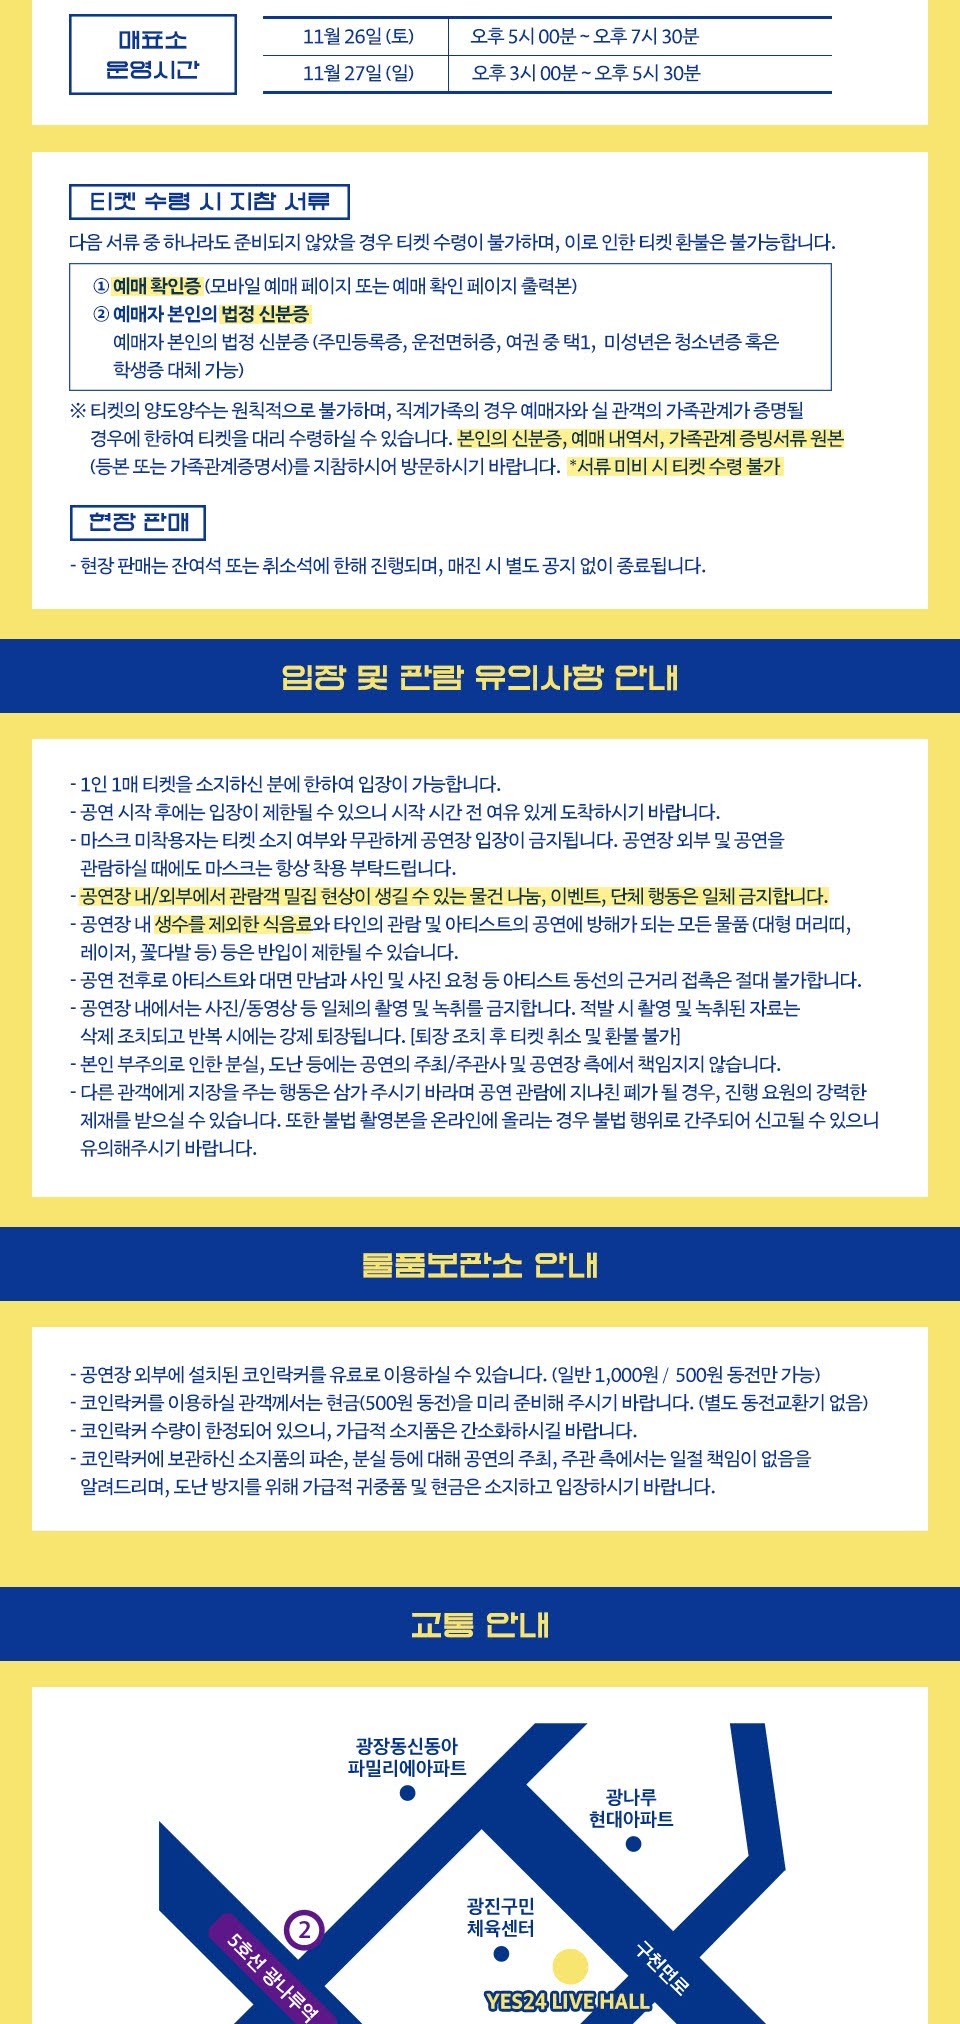 매표소
운영시간
11월 26일 (토) 오후 5시 00분 ~ 오후 7시 30분
11월 27일 (일) 오후 3시 00분 ~ 오후 5시 30분
티켓 수령 시 지참 서류
다음 서류 중 하나라도 준비되지 않았을 경우 티켓 수령이 불가하며, 이로 인한 티켓 환불은 불가능합니다.
① 예매 확인증 (모바일 예매 페이지 또는 예매 확인 페이지 출력본)
② 예매자 본인의 법정 신분증
예매자 본인의 법정 신분증 (주민등록증, 운전면허증, 여권 중 택1, 미성년은 청소년증 혹은
학생증 대체 가능)
※ 티켓의 양도양수는 원칙적으로 불가하며, 직계가족의 경우 예매자와 실 관객의 가족관계가 증명될
경우에 한하여 티켓을 대리 수령하실 수 있습니다. 본인의 신분증, 예매 내역서, 가족관계 증빙서류 원본
(등본 또는 가족관계증명서)를 지참하시어 방문하시기 바랍니다. *서류 미비 시 티켓 수령 불가
현장 판매
- 현장 판매는 잔여석 또는 취소석에 한해 진행되며, 매진 시 별도 공지 없이 종료됩니다.
입장 및 관람 유의사항 안내
- 1인 1매 티켓을 소지하신 분에 한하여 입장이 가능합니다.
- 공연 시작 후에는 입장이 제한될 수 있으니 시작 시간 전 여유 있게 도착하시기 바랍니다.
- 마스크 미착용자는 티켓 소지 여부와 무관하게 공연장 입장이 금지됩니다. 공연장 외부 및 공연을
관람하실 때에도 마스크는 항상 착용 부탁드립니다.
- 공연장 내/외부에서 관람객 밀집 현상이 생길 수 있는 물건 나눔, 이벤트, 단체 행동은 일체 금지합니다.
- 공연장 내 생수를 제외한 식음료와 타인의 관람 및 아티스트의 공연에 방해가 되는 모든 물품 (대형 머리띠,
레이저, 꽃다발 등) 등은 반입이 제한될 수 있습니다.
- 공연 전후로 아티스트와 대면 만남과 사인 및 사진 요청 등 아티스트 동선의 근거리 접촉은 절대 불가합니다.
- 공연장 내에서는 사진/동영상 등 일체의 촬영 및 녹취를 금지합니다. 적발 시 촬영 및 녹취된 자료는
삭제 조치되고 반복 시에는 강제 퇴장됩니다. [퇴장 조치 후 티켓 취소 및 환불 불가]
- 본인 부주의로 인한 분실, 도난 등에는 공연의 주최/주관사 및 공연장 측에서 책임지지 않습니다.
- 다른 관객에게 지장을 주는 행동은 삼가 주시기 바라며 공연 관람에 지나친 폐가 될 경우, 진행 요원의 강력한
제재를 받으실 수 있습니다. 또한 불법 촬영본을 온라인에 올리는 경우 불법 행위로 간주되어 신고될 수 있으니
유의해주시기 바랍니다.
물품보관소 안내
- 공연장 외부에 설치된 코인락커를 유료로 이용하실 수 있습니다. (일반 1,000원 / 500원 동전만 가능)
- 코인락커를 이용하실 관객께서는 현금(500원 동전)을 미리 준비해 주시기 바랍니다. (별도 동전교환기 없음)
- 코인락커 수량이 한정되어 있으니, 가급적 소지품은 간소화하시길 바랍니다.
- 코인락커에 보관하신 소지품의 파손, 분실 등에 대해 공연의 주최, 주관 측에서는 일절 책임이 없음을
알려드리며, 도난 방지를 위해 가급적 귀중품 및 현금은 소지하고 입장하시기 바랍니다.
교통 안내
광장동신동아
파밀리에아파트
광나루
현대아파트
광진구민
체육센터
2
5호선 광나루역
구천면로
YES24 LIVE HALL